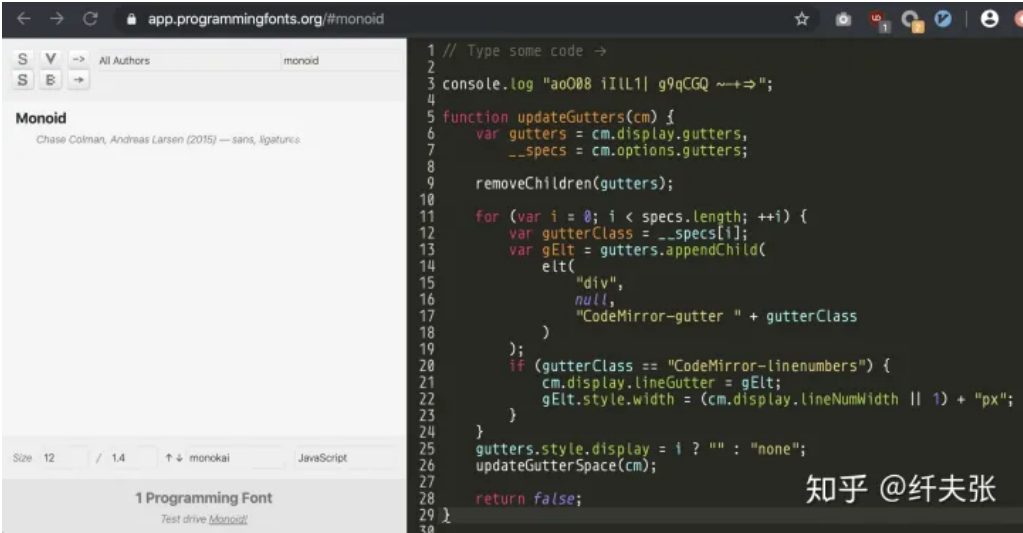 app.programmingfonts.org/#monoid
S V -> All Authors monoid
S B →
Monoid
Chase Colman, Andreas Larsen (2015) — sans, ligatures
Size 12 / 1.4 ↑↓ monokai JavaScript
1 Programming Font
Test drive Monoid!
1 // Type some code →
2
3 console.log "aoO08 iIlL1| g9qCGQ ~-+=>";
4
5 function updateGutters(cm) {
6 var gutters = cm.display.gutters,
7 __specs = cm.options.gutters;
8
9 removeChildren(gutters);
10
11 for (var i = 0; i < specs.length; ++i) {
12 var gutterClass = __specs[i];
13 var gElt = gutters.appendChild(
14 elt(
15 "div",
16 null,
17 "CodeMirror-gutter " + gutterClass
18 )
19 );
20 if (gutterClass == "CodeMirror-linenumbers") {
21 cm.display.lineGutter = gElt;
22 gElt.style.width = (cm.display.lineNumWidth || 1) + "px";
23 }
24 }
25 gutters.style.display = i ? "" : "none";
26 updateGutterSpace(cm);
27
28 return false;
29 }
30
知乎 @纤夫张